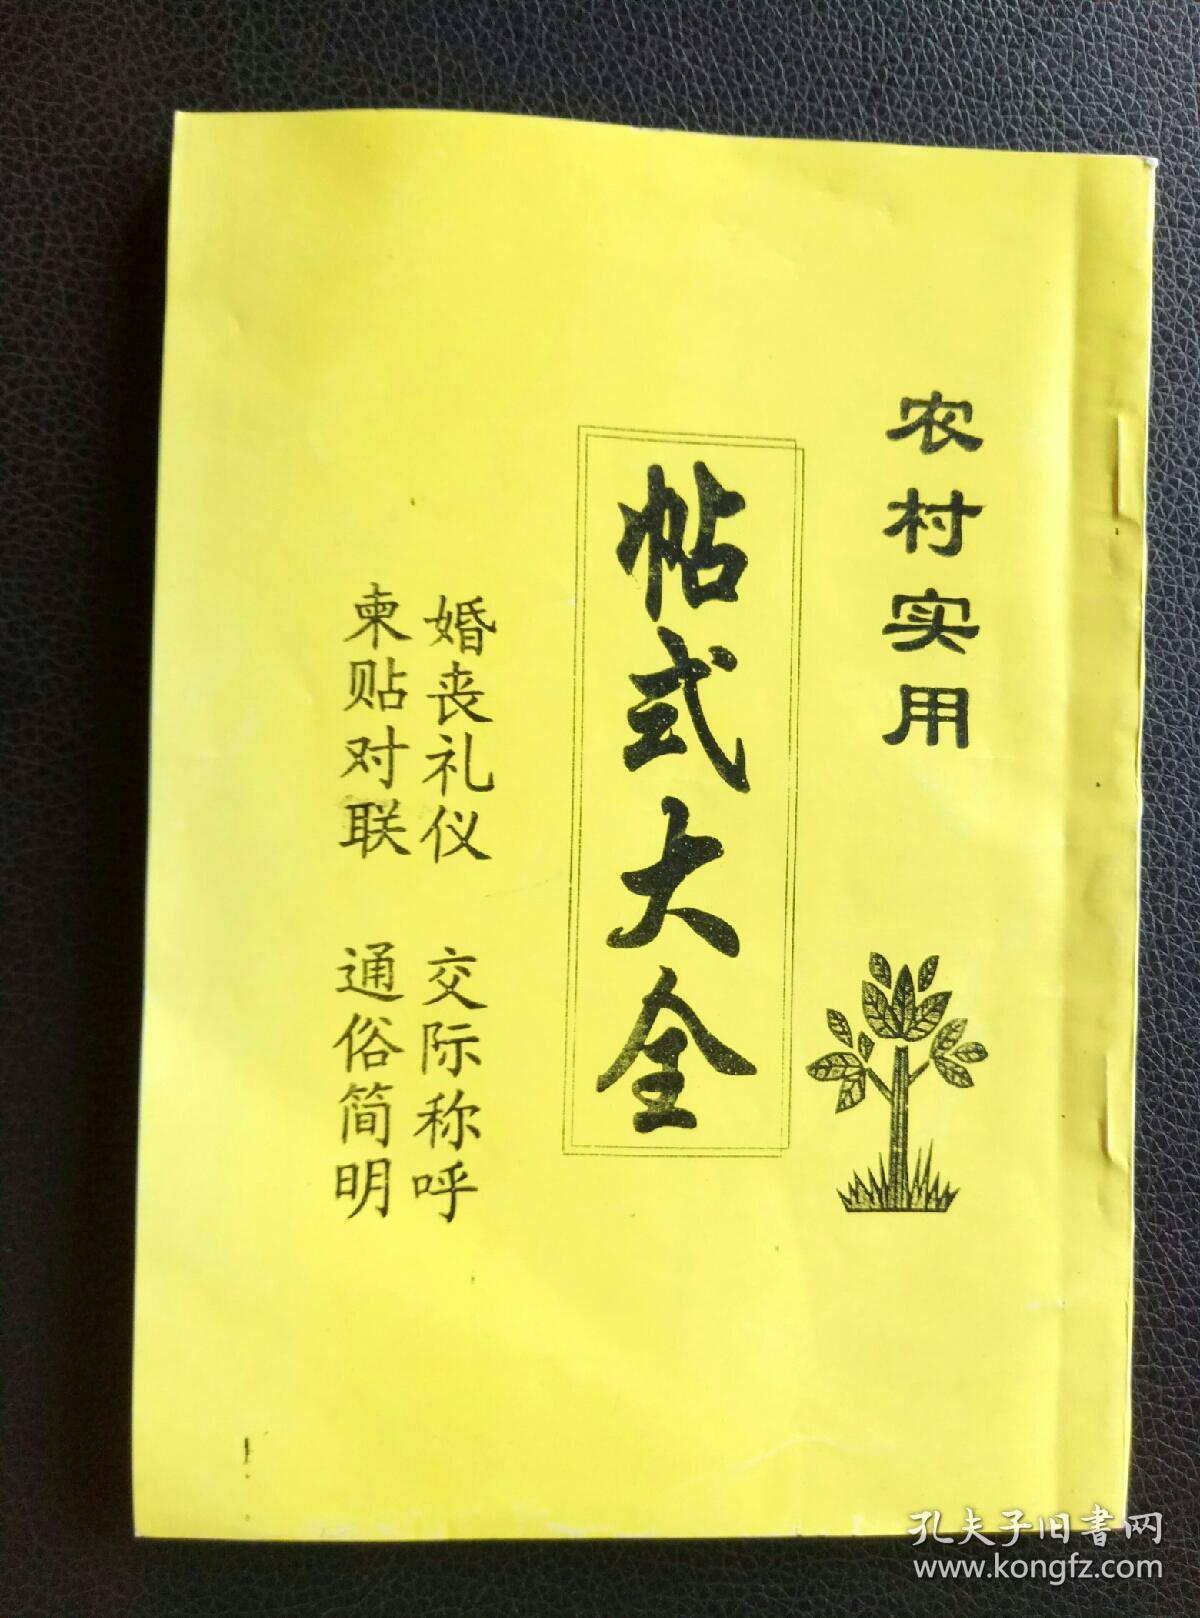 农村实用
帖式大全
婚丧礼仪 交际称呼
柬贴对联 通俗简明
孔夫子旧書网
www.kongfz.com